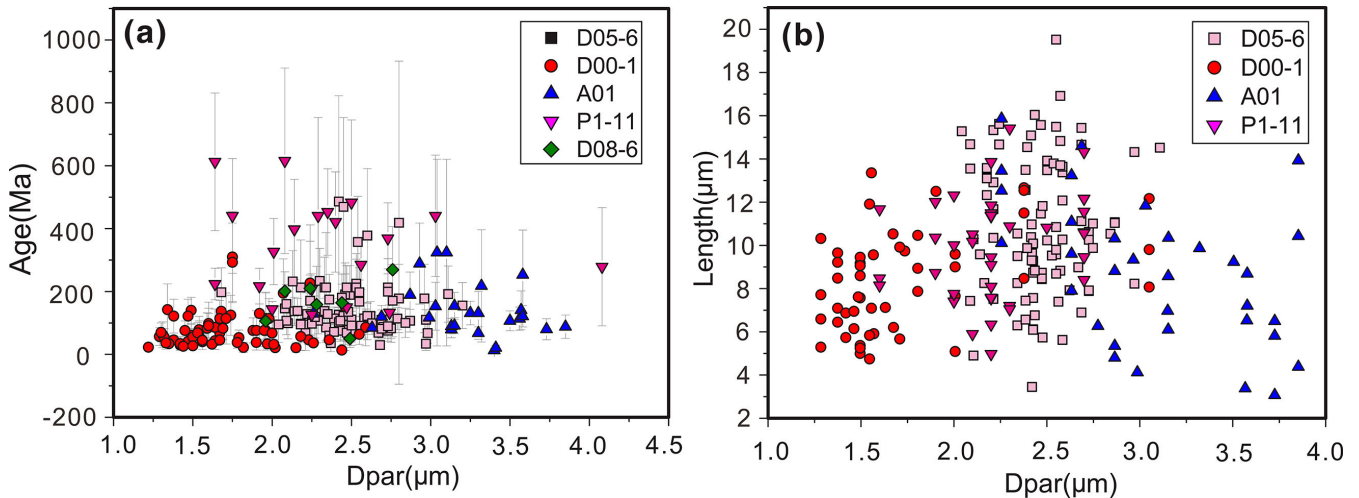 (a)
1000
800
600
400
200
0
-200
Age(Ma)
1.0 1.5 2.0 2.5 3.0 3.5 4.0 4.5
Dpar(μm)
D05-6
D00-1
A01
P1-11
D08-6
(b)
20
18
16
14
12
10
8
6
4
2
Length(μm)
1.0 1.5 2.0 2.5 3.0 3.5 4.0
Dpar(μm)
D05-6
D00-1
A01
P1-11